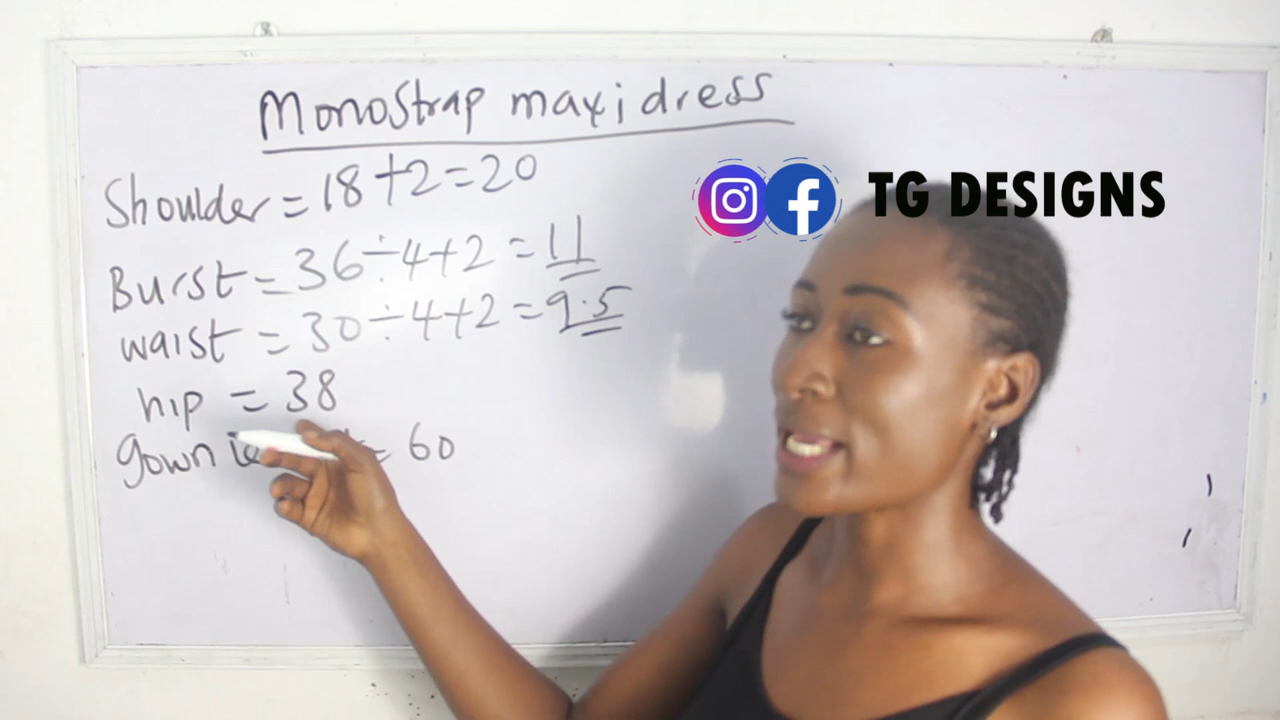 Monostrap maxi dress
Shoulder = 18+2=20
Burst = 36÷4+2 = 11
waist = 30÷4+2 = 9.5
hip = 38
gown = 60
TG DESIGNS